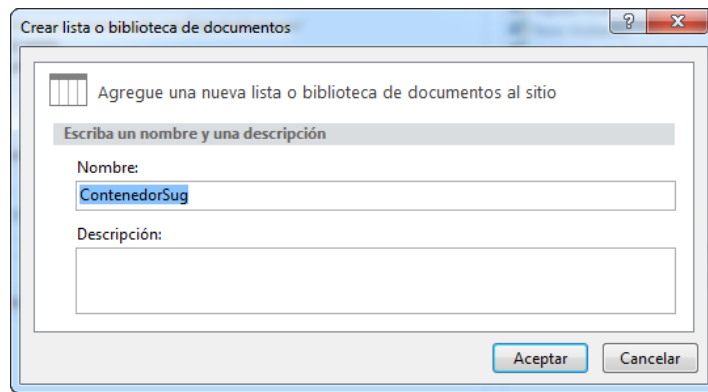 Crear lista o biblioteca de documentos
Agregue una nueva lista o biblioteca de documentos al sitio
Escriba un nombre y una descripción
Nombre:
ContenedorSug
Descripción:
Aceptar
Cancelar